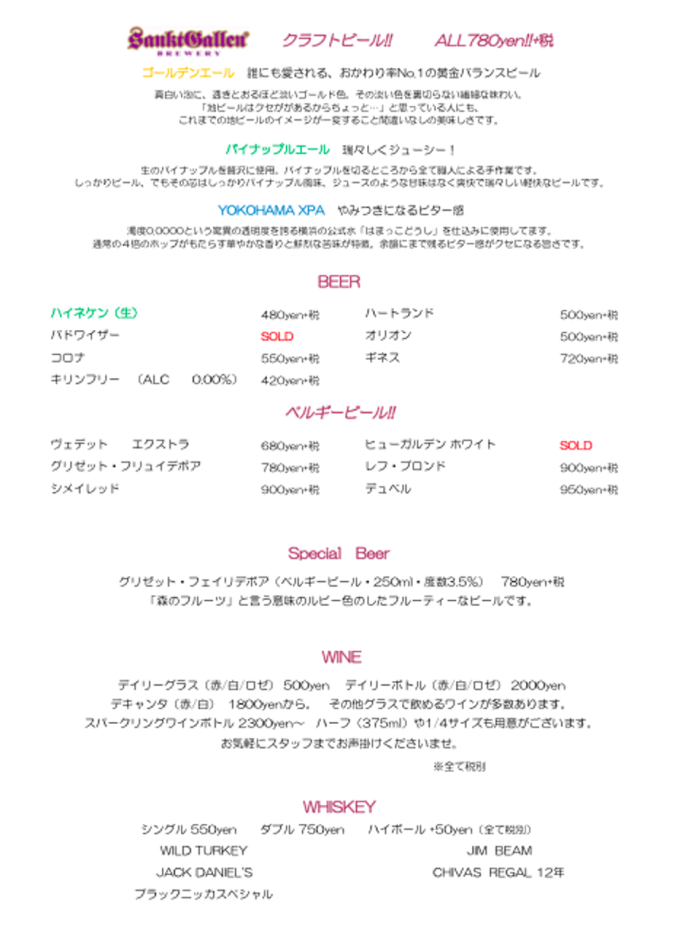 SanktGallen BREWERY クラフトビール!! ALL780yen!!+税
ゴールデンエール 誰にも愛される、おかわり率No.1の黄金バランスビール
真白い泡に、透きとおるほど淡いゴールド色。その淡い色を裏切らない繊細な味わい。
「地ビールはクセがあるからちょっと…」と思っている人にも、
これまでの地ビールのイメージが一変すること間違いなしの美味しさです。
パイナップルエール 瑞々しくジューシー！
生のパイナップルを贅沢に使用。パイナップルを切るところから全て職人による手作業です。
しっかりビール、でもその芯はしっかりパイナップル風味、ジュースのような甘味はなく爽快で瑞々しい軽快なビールです。
YOKOHAMA XPA やみつきになるビター感
濁度0.0000という驚異の透明度を誇る横浜の公式水「はまっこどうし」を仕込みに使用してます。
通常の４倍のホップがもたらす華やかな香りと鮮烈な苦味が特徴。余韻にまで残るビター感がクセになる旨さです。
BEER
ハイネケン（生） 480yen+税 ハートランド 500yen+税
バドワイザー SOLD オリオン 500yen+税
コロナ 550yen+税 ギネス 720yen+税
キリンフリー （ALC 0.00%） 420yen+税
ベルギービール!!
ヴェデット エクストラ 680yen+税 ヒューガルデン ホワイト SOLD
グリゼット・フリュイデボア 780yen+税 レフ・ブロンド 900yen+税
シメイレッド 900yen+税 デュベル 950yen+税
Special Beer
グリゼット・フェイリデボア（ベルギービール・250ml・度数3.5%） 780yen+税
「森のフルーツ」と言う意味のルビー色のしたフルーティーなビールです。
WINE
デイリーグラス（赤/白/ロゼ） 500yen デイリーボトル（赤/白/ロゼ） 2000yen
デキャンタ（赤/白） 1800yenから。 その他グラスで飲めるワインが多数あります。
スパークリングワインボトル 2300yen～ ハーフ（375ml）や1/4サイズも用意がございます。
お気軽にスタッフまでお声掛けくださいませ。
※全て税別
WHISKEY
シングル 550yen ダブル 750yen ハイボール +50yen（全て税別）
WILD TURKEY JIM BEAM
JACK DANIEL'S CHIVAS REGAL 12年
ブラックニッカスペシャル